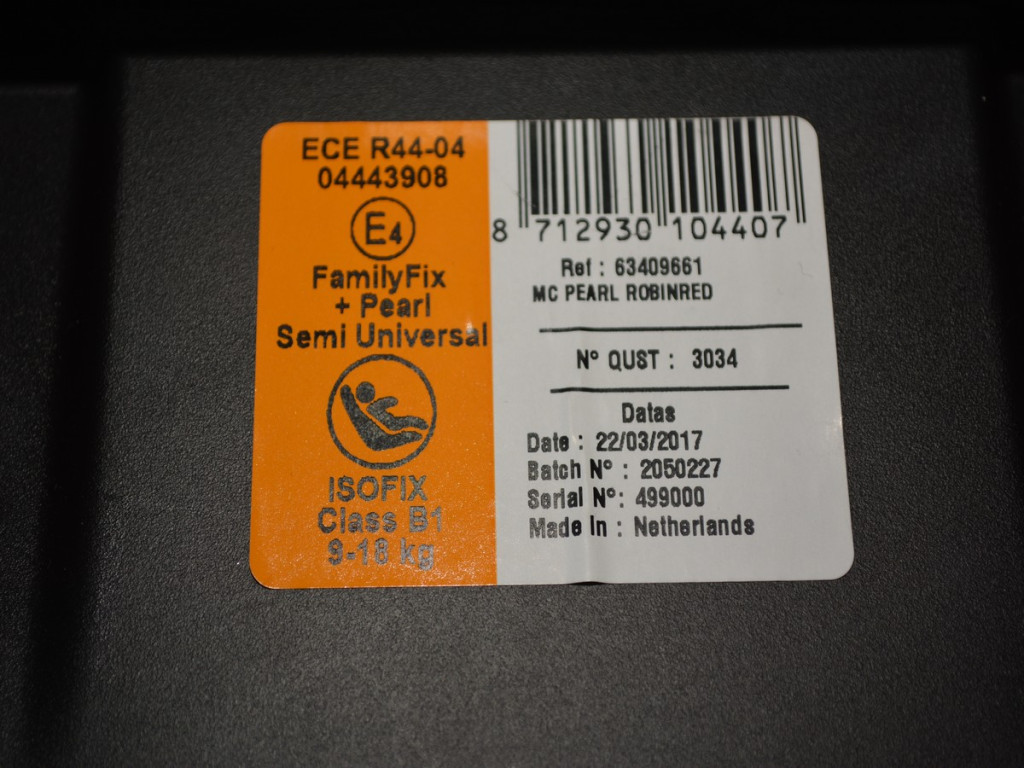 ECE R44-04
04443908
E4
FamilyFix
+ Pearl
Semi Universal
ISOFIX
Class B1
9-18 kg
8 712930 104407
Ref : 63409661
MC PEARL ROBINRED
N° QUST : 3034
Datas
Date : 22/03/2017
Batch N° : 2050227
Serial N°: 499000
Made In : Netherlands